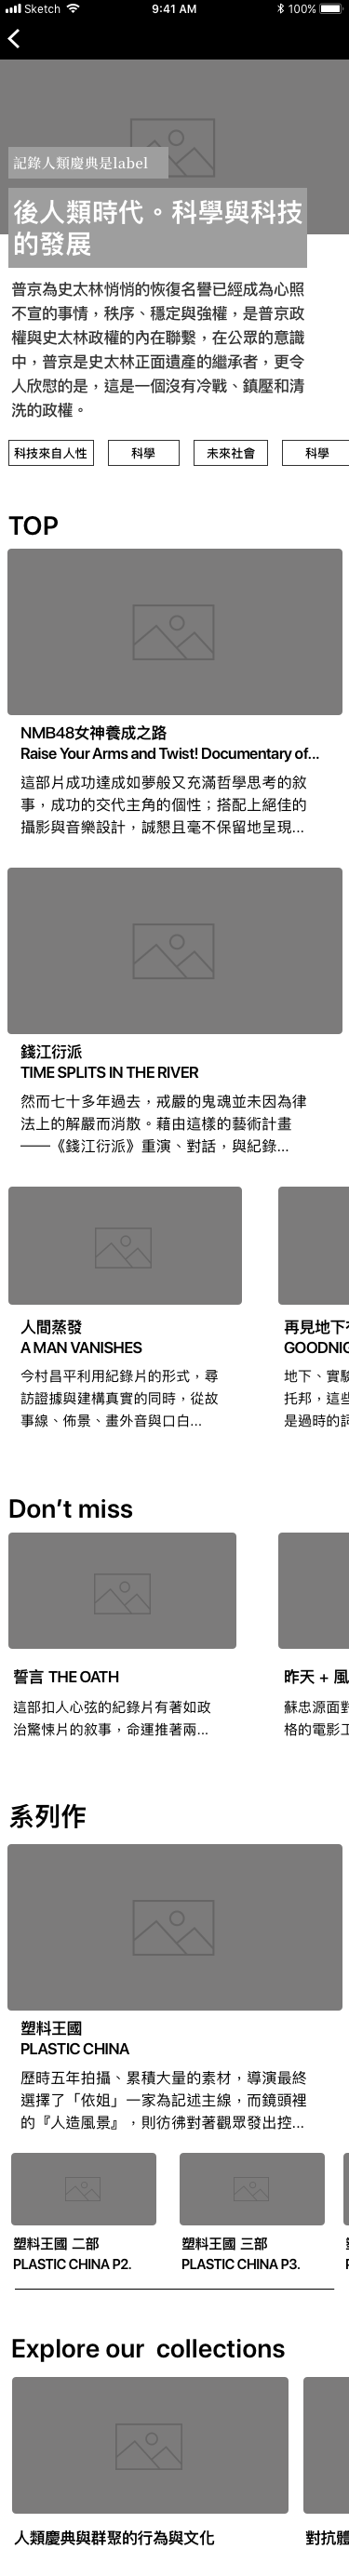 Sketch 9:41 AM 100%
記錄人類慶典是label
後人類時代。科學與科技
的發展
普京為史太林悄悄的恢復名譽已經成為心照
不宣的事情，秩序、穩定與強權，是普京政
權與史太林政權的內在聯繫，在公眾的意識
中，普京是史太林正面遺產的繼承者，更令
人欣慰的是，這是一個沒有冷戰、鎮壓和清
洗的政權。
科技來自人性 科學 未來社會 科學
TOP
NMB48女神養成之路
Raise Your Arms and Twist! Documentary of...
這部片成功達成如夢般又充滿哲學思考的敘
事，成功的交代主角的個性；搭配上絕佳的
攝影與音樂設計，誠懇且毫不保留地呈現...
錢江衍派
TIME SPLITS IN THE RIVER
然而七十多年過去，戒嚴的鬼魂並未因為律
法上的解嚴而消散。藉由這樣的藝術計畫
——《錢江衍派》重演、對話，與紀錄...
人間蒸發
A MAN VANISHES
今村昌平利用紀錄片的形式，尋
訪證據與建構真實的同時，從故
事線、佈景、畫外音與口白...
再見地下
GOODNI
地下、實
托邦，這
是過時的
Don’t miss
誓言 THE OATH
這部扣人心弦的紀錄片有著如政
治驚悚片的敘事，命運推著兩...
昨天 + 風
蘇忠源面
格的電影
系列作
塑料王國
PLASTIC CHINA
歷時五年拍攝、累積大量的素材，導演最終
選擇了「依姐」一家為記述主線，而鏡頭裡
的『人造風景』，則彷彿對著觀眾發出控...
塑料王國 二部
PLASTIC CHINA P2.
塑料王國 三部
PLASTIC CHINA P3.
Explore our collections
人類慶典與群聚的行為與文化
對抗體